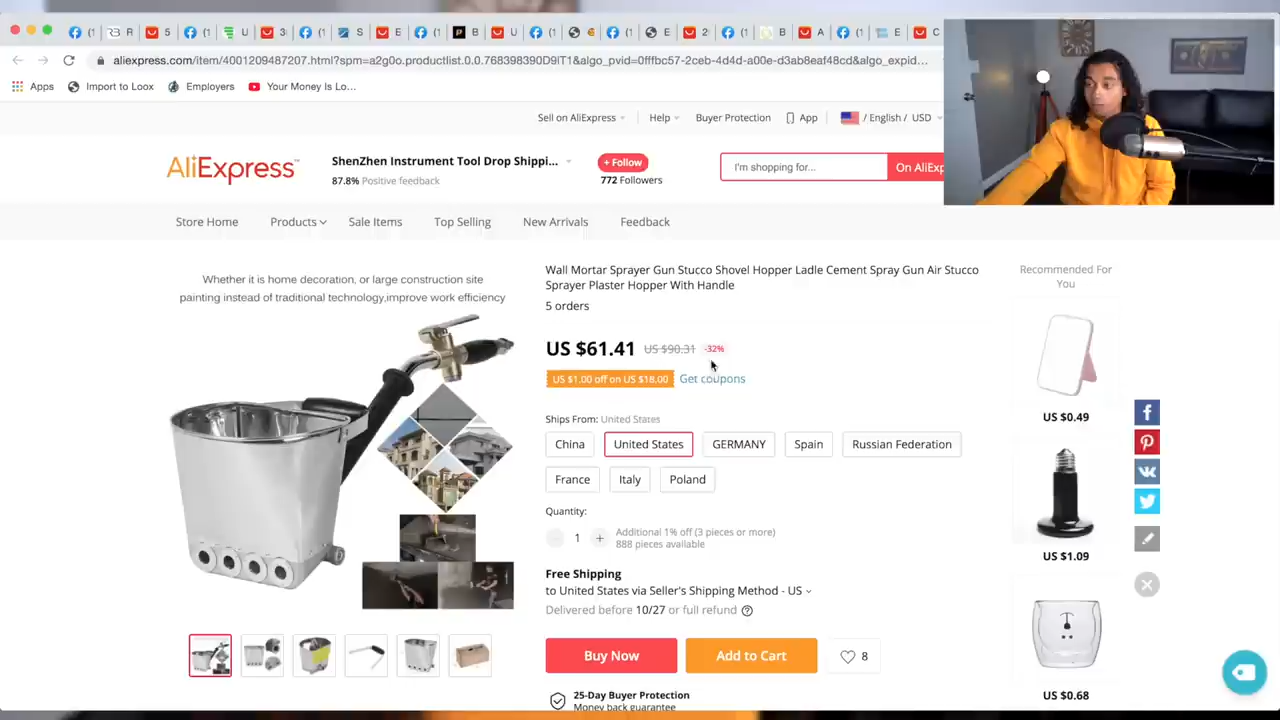 ( R 5 U 3 ( S E ( B U ( € ( E 2 ( B A ( E C
aliexpress.com/item/4001209487207.html?spm=a2g0o.productlist.0.0.768398390D9iT1&algo_pvid=0fffbc57-2ceb-4d4d-a00e-d3ab8eaf48cd&algo_expid...
Apps Import to Loox Employers Your Money Is Lo...
Sell on AliExpress Help Buyer Protection App / English / USD
AliExpress™
ShenZhen Instrument Tool Drop Shippi...
87.8% Positive feedback
+ Follow
772 Followers
I'm shopping for...
On AliExp
Store Home Products Sale Items Top Selling New Arrivals Feedback
Whether it is home decoration, or large construction site
painting instead of traditional technology,improve work efficiency
Wall Mortar Sprayer Gun Stucco Shovel Hopper Ladle Cement Spray Gun Air Stucco
Sprayer Plaster Hopper With Handle
5 orders
US $61.41 US $90.31 -32%
US $1.00 off on US $18.00 Get coupons
Ships From: United States
China United States GERMANY Spain Russian Federation
France Italy Poland
Quantity:
1
Additional 1% off (3 pieces or more)
888 pieces available
Free Shipping
to United States via Seller's Shipping Method - US
Delivered before 10/27 or full refund
Buy Now Add to Cart 8
25-Day Buyer Protection
Money back guarantee
Recommended For
You
US $0.49
US $1.09
US $0.68